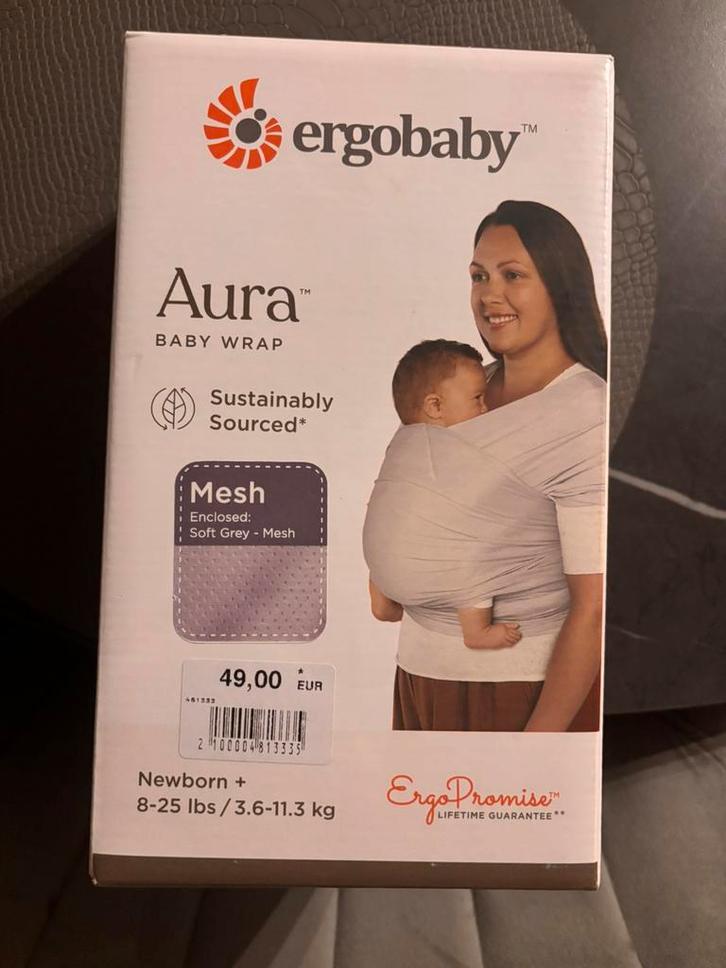 ergobaby™
Aura™
BABY WRAP
Sustainably
Sourced*
Mesh
Enclosed:
Soft Grey - Mesh
49,00 * EUR
461333
2 100004 813335
Newborn +
8-25 lbs / 3.6-11.3 kg
ErgoPromise™
LIFETIME GUARANTEE**